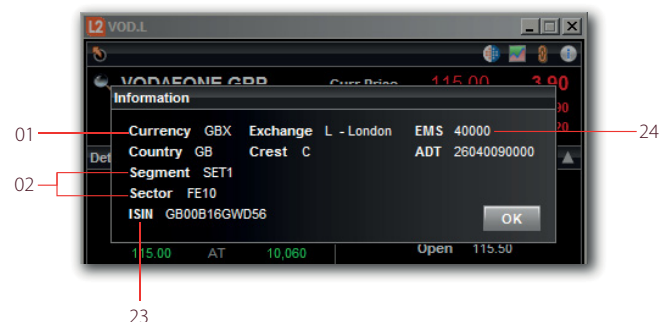 L2 VOD.L
VODAFONE GRP Curr Price 115.00 3.90
Information
90
01 Currency GBX Exchange L - London EMS 40000 20 24
Det Country GB Crest C ADT 26040090000
02 Segment SET1
Sector FE10
ISIN GB00B16GWD56 OK
115.00 AT 10,060 Open 115.50
23